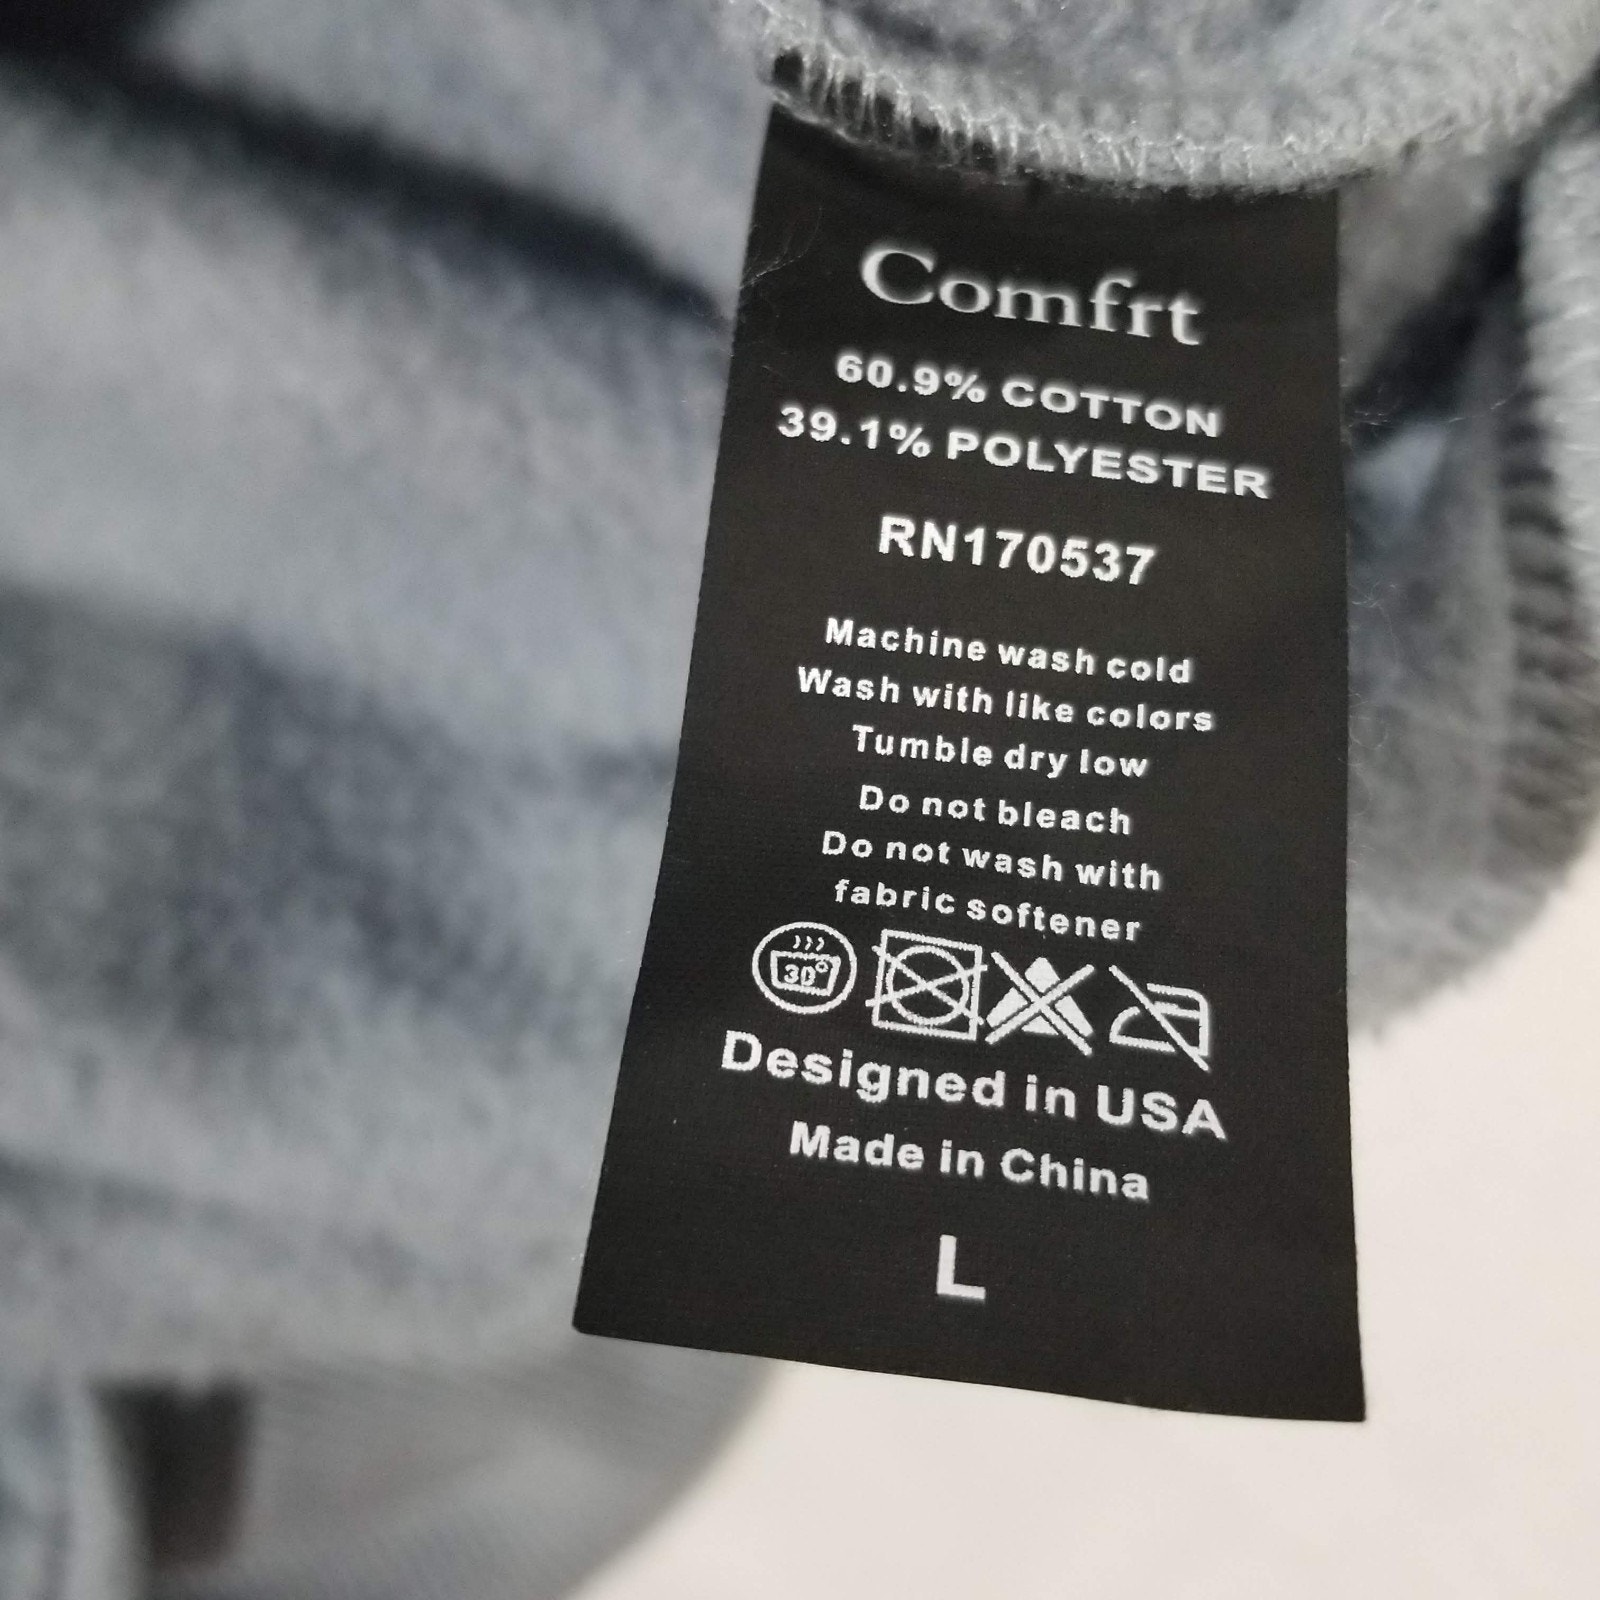 Comfrt
60.9% COTTON
39.1% POLYESTER
RN170537
Machine wash cold
Wash with like colors
Tumble dry low
Do not bleach
Do not wash with
fabric softener
30°
Designed in USA
Made in China
L